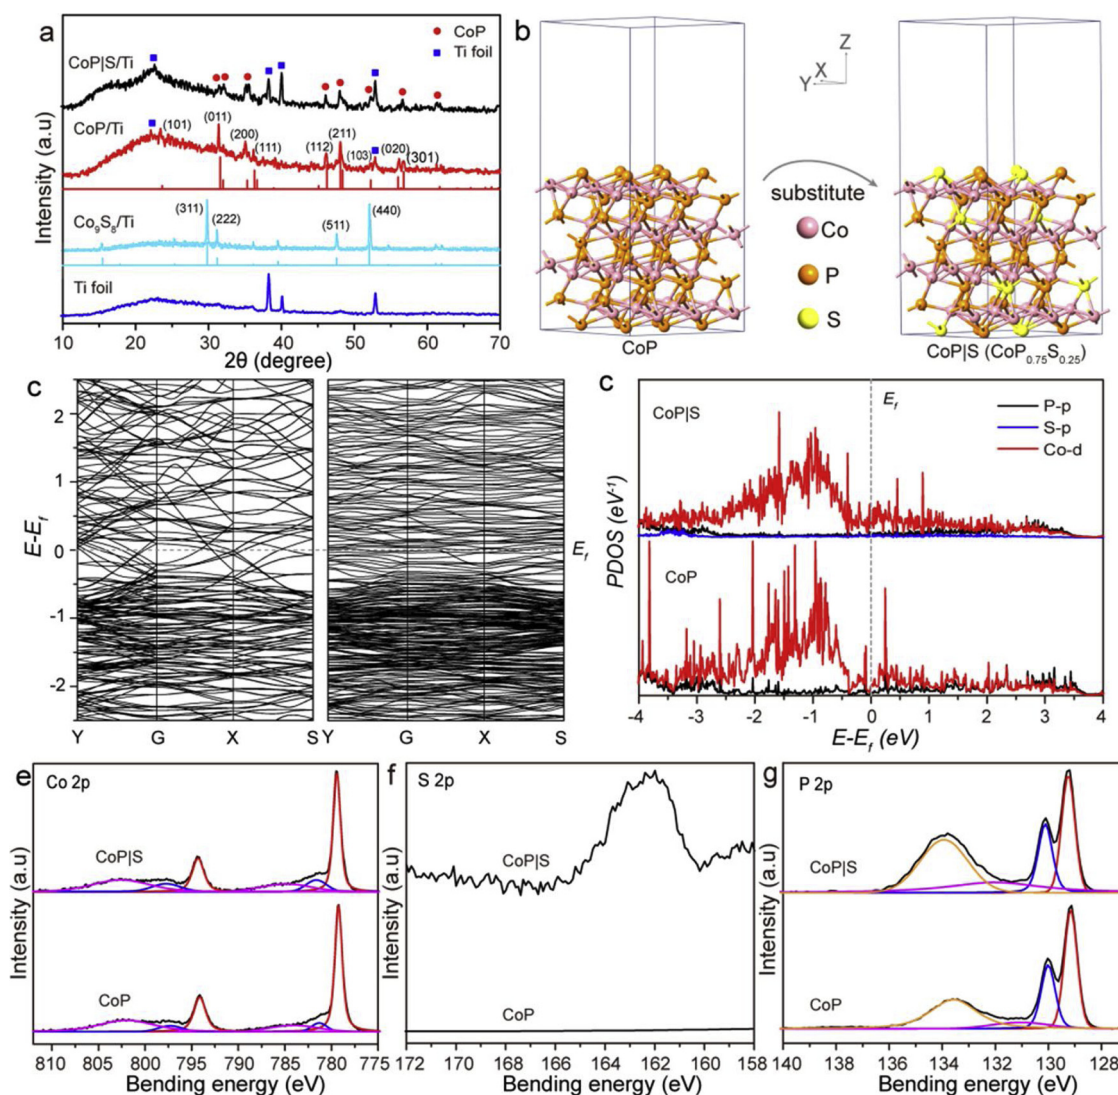 a
CoP
Ti foil
CoP|S/Ti
CoP/Ti
(101)
(011)
(200)
(111)
(112)
(211)
(103)
(020)
(301)
Co9S8/Ti
(311)
(222)
(511)
(440)
Ti foil
Intensity (a.u)
10 20 30 40 50 60 70
2θ (degree)
b
Z
X
Y
substitute
Co
P
S
CoP
CoP|S (CoP0.75S0.25)
c
2
1
0
-1
-2
E-Ef
Ef
Y G X S Y G X S
c
CoP|S
Ef
P-p
S-p
Co-d
CoP
PDOS (eV-1)
-4 -3 -2 -1 0 1 2 3 4
E-Ef (eV)
e
Co 2p
CoP|S
CoP
Intensity (a.u)
810 805 800 795 790 785 780 775
Bending energy (eV)
f
S 2p
CoP|S
CoP
Intensity (a.u)
172 170 168 166 164 162 160 158
Bending energy (eV)
g
P 2p
CoP|S
CoP
Intensity (a.u)
140 138 136 134 132 130 128
Bending energy (eV)